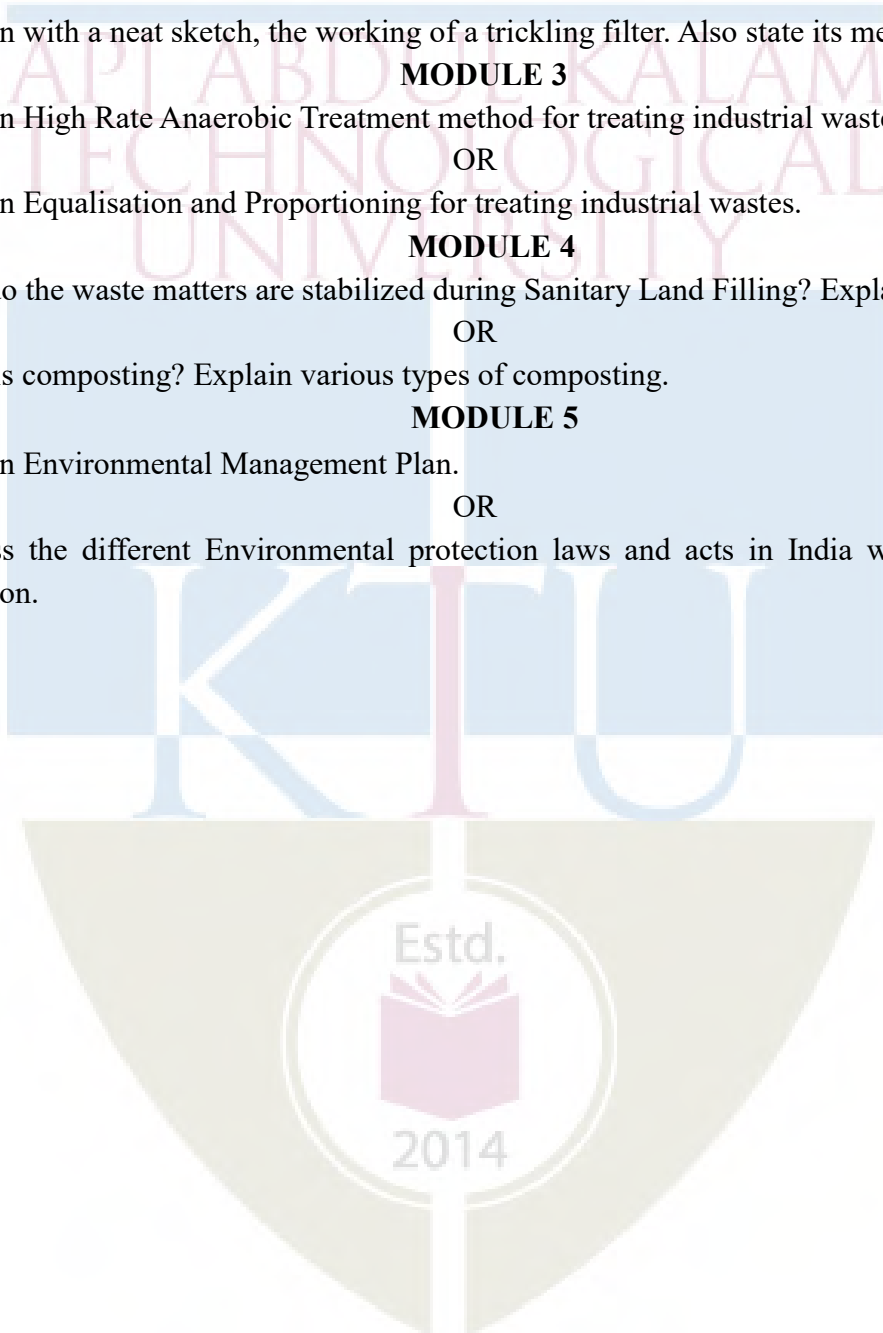 n with a neat sketch, the working of a trickling filter. Also state its me
API ABDUL KALAM
MODULE 3
n High Rate Anaerobic Treatment method for treating industrial waste
TECHNOLOGICAL
OR
n Equalisation and Proportioning for treating industrial wastes.
UNIVERSITY
MODULE 4
o the waste matters are stabilized during Sanitary Land Filling? Expla
OR
s composting? Explain various types of composting.
MODULE 5
n Environmental Management Plan.
OR
s the different Environmental protection laws and acts in India w
on.
KTU
Estd.
2014